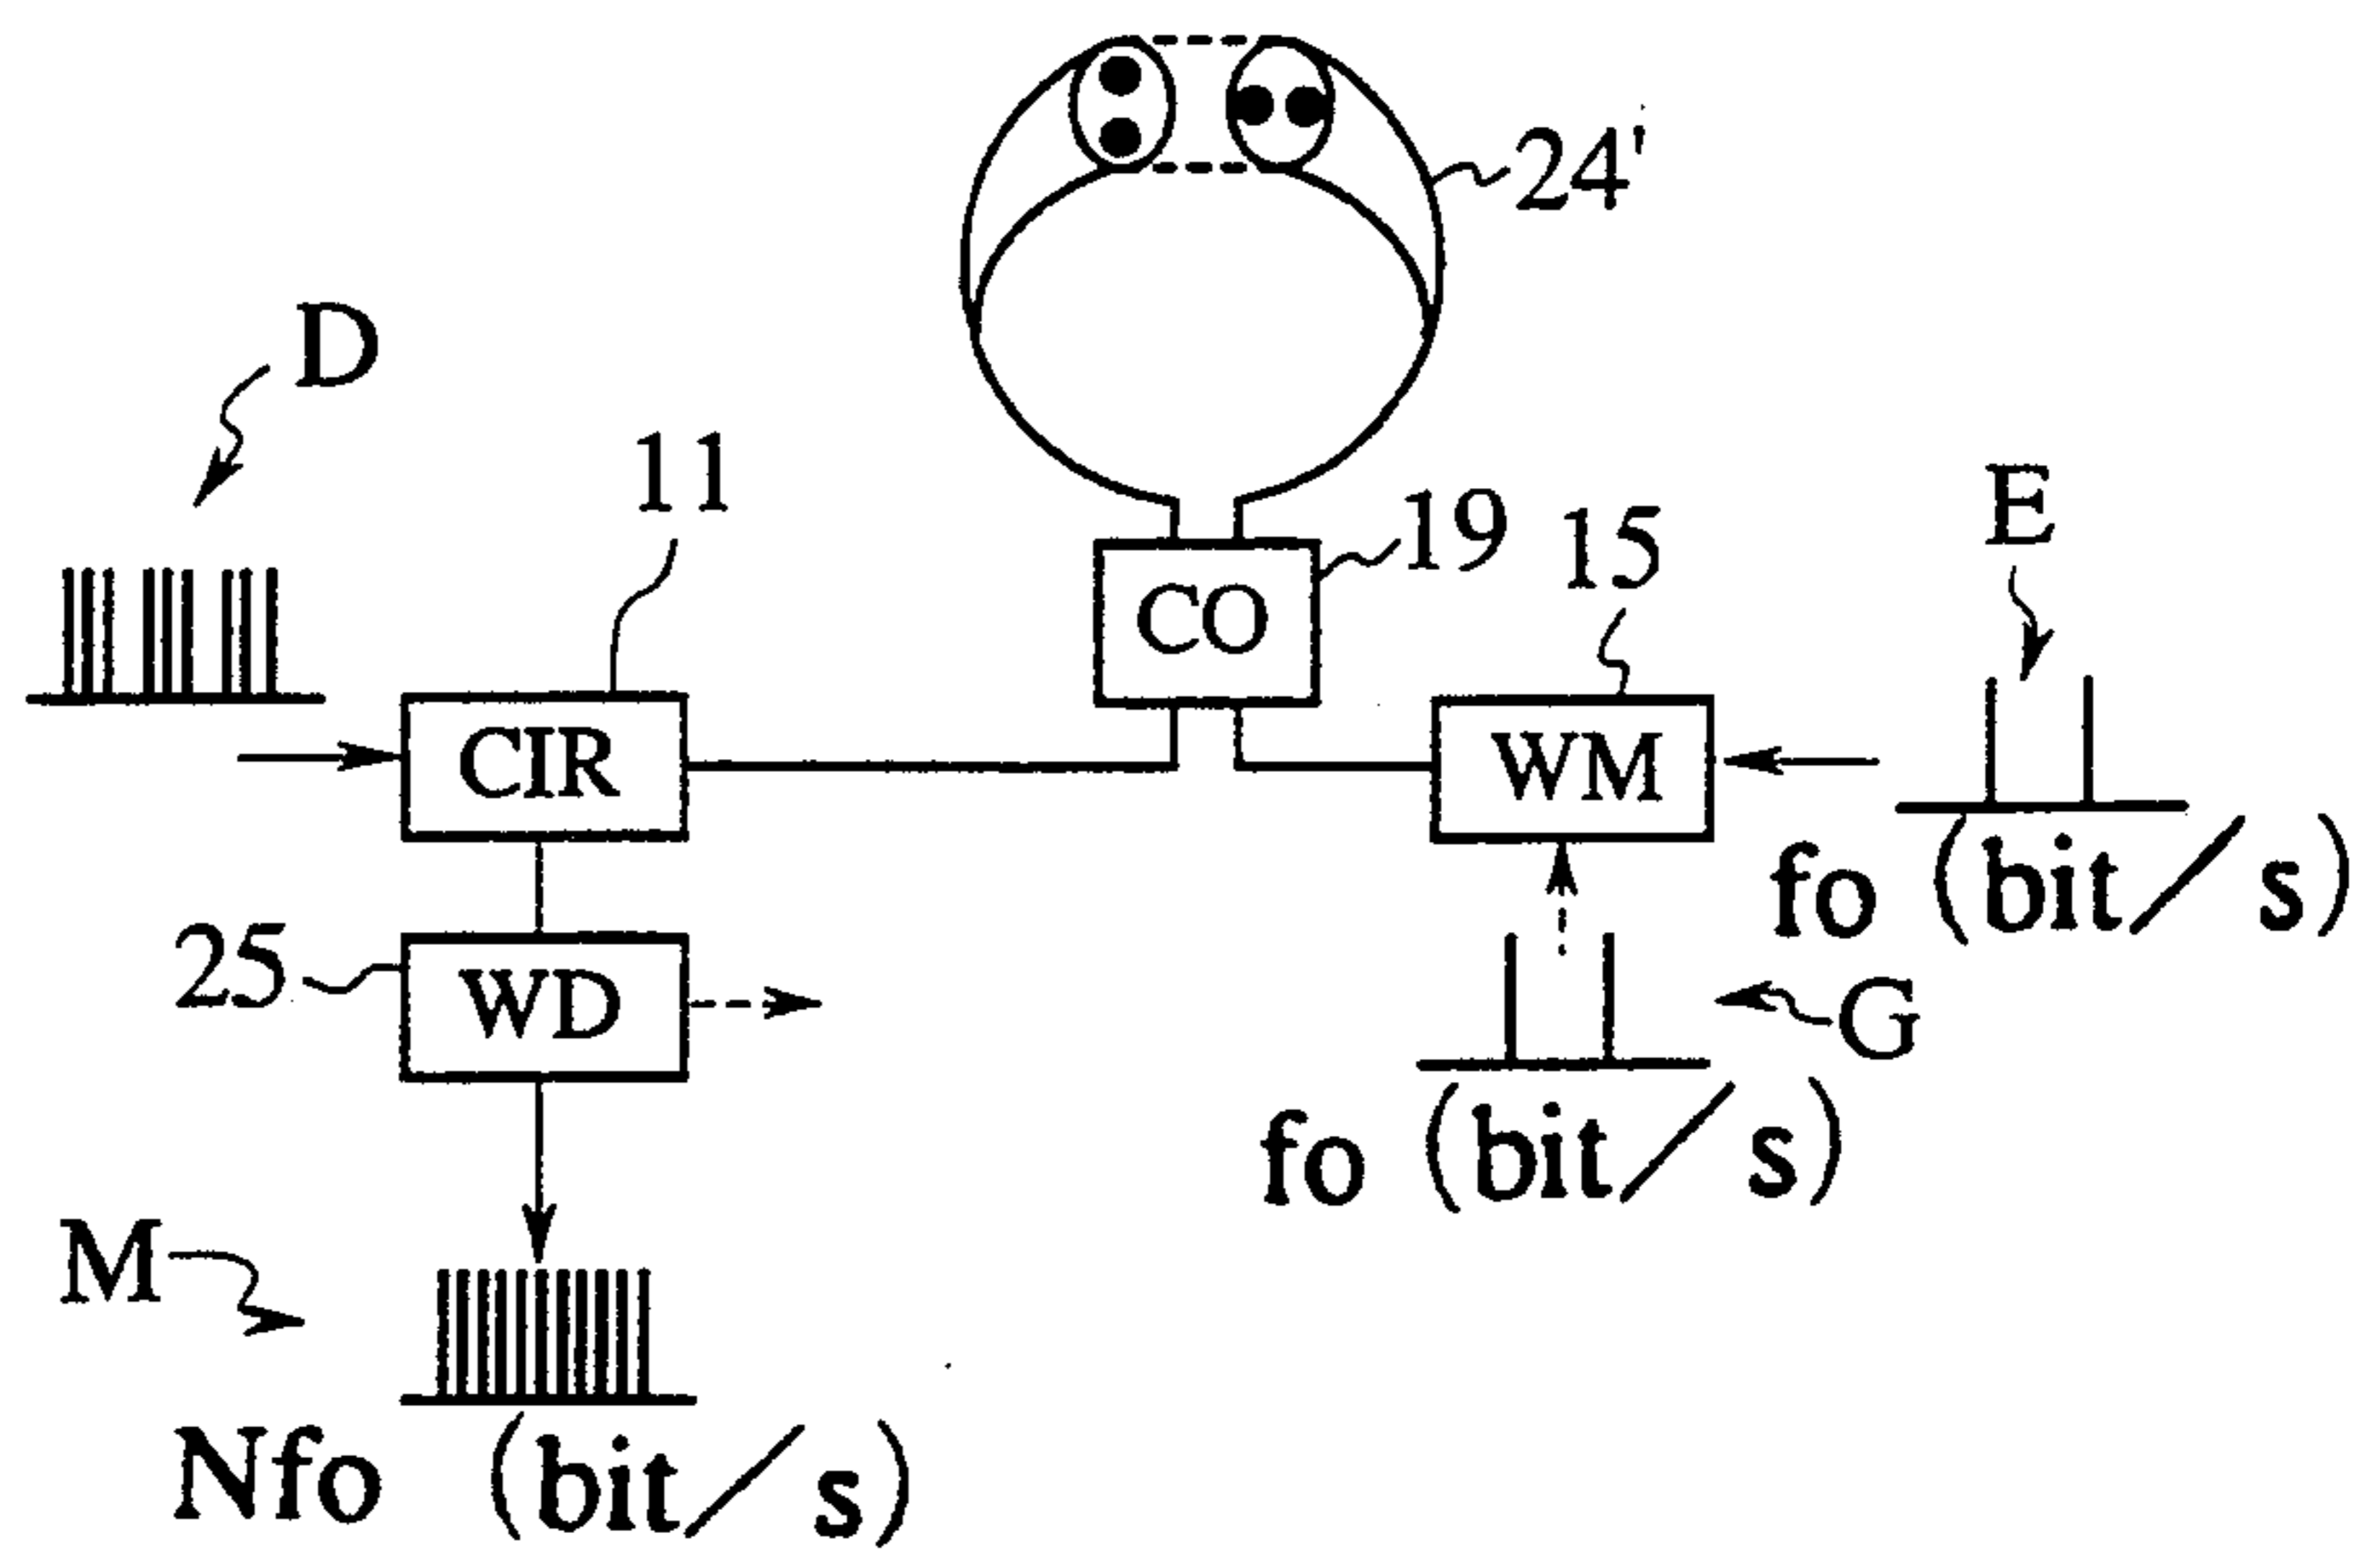 24'
D
11
19
15
E
CO
CIR
WM
fo (bit/s)
25
WD
G
fo (bit/s)
M
Nfo (bit/s)